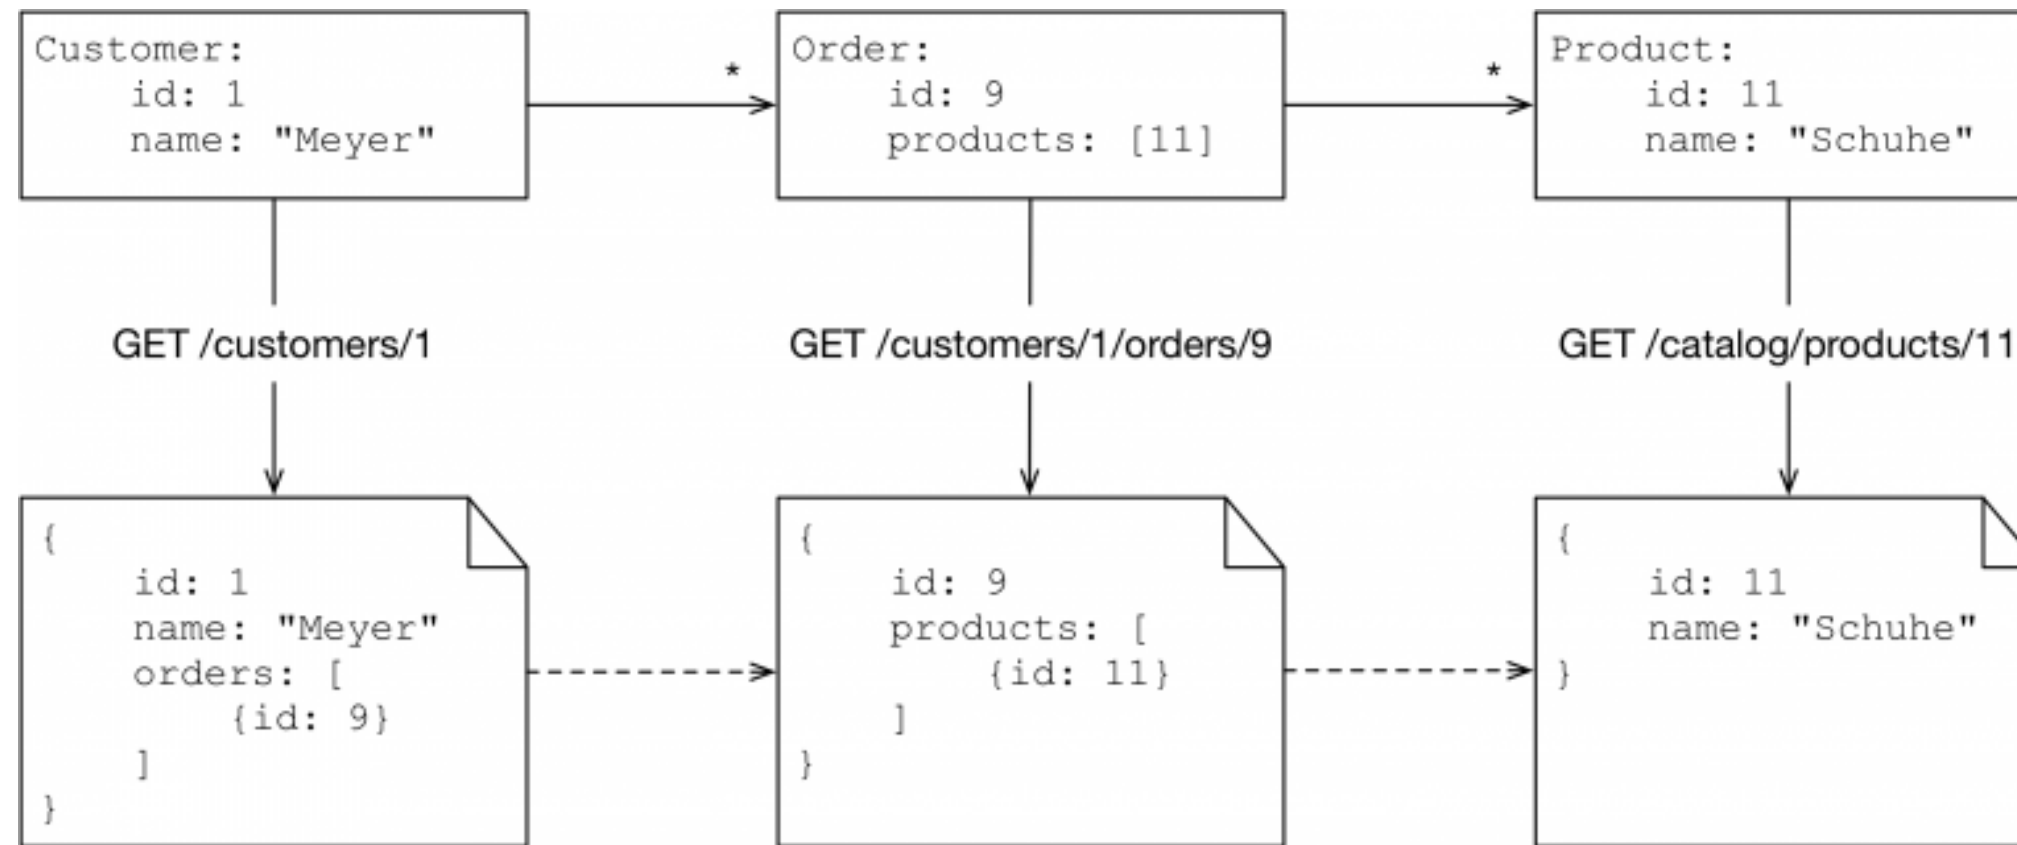 Customer:
id: 1
name: "Meyer"
*
Order:
id: 9
products: [11]
*
Product:
id: 11
name: "Schuhe"
GET /customers/1
GET /customers/1/orders/9
GET /catalog/products/11
{
id: 1
name: "Meyer"
orders: [
{id: 9}
]
}
{
id: 9
products: [
{id: 11}
]
}
{
id: 11
name: "Schuhe"
}